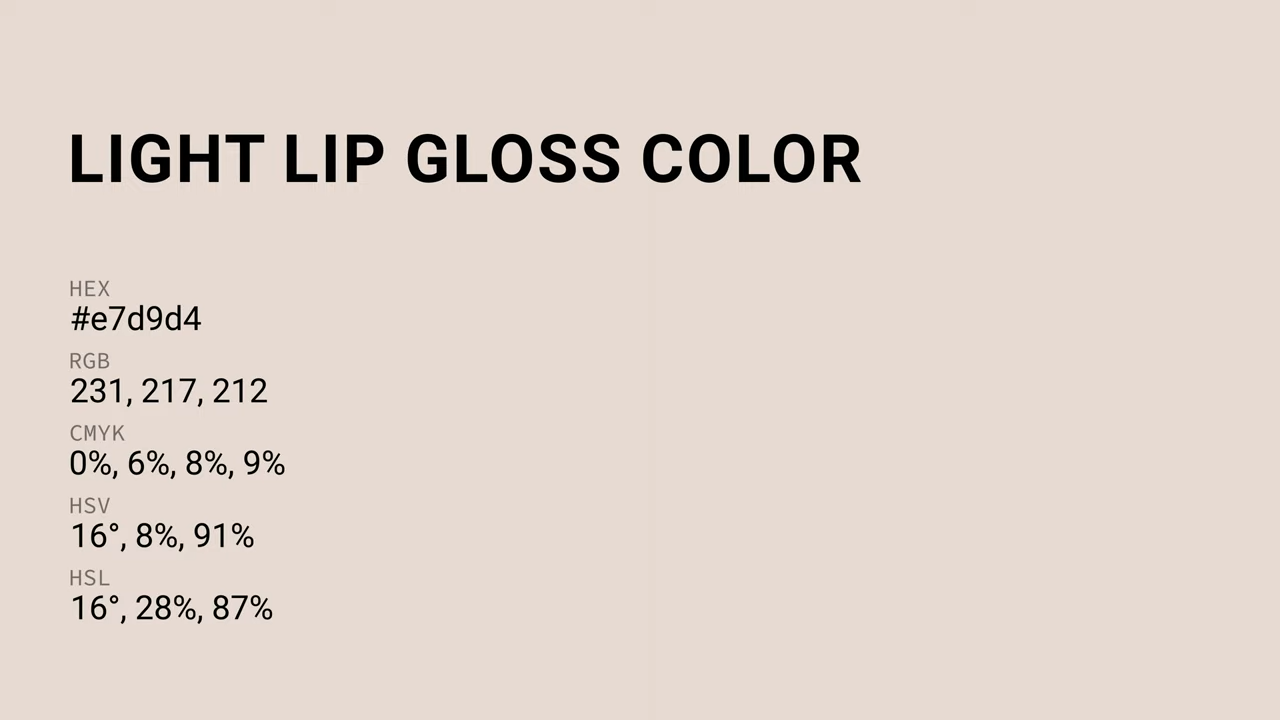 LIGHT LIP GLOSS COLOR
HEX
#e7d9d4
RGB
231, 217, 212
CMYK
0%, 6%, 8%, 9%
HSV
16°, 8%, 91%
HSL
16°, 28%, 87%